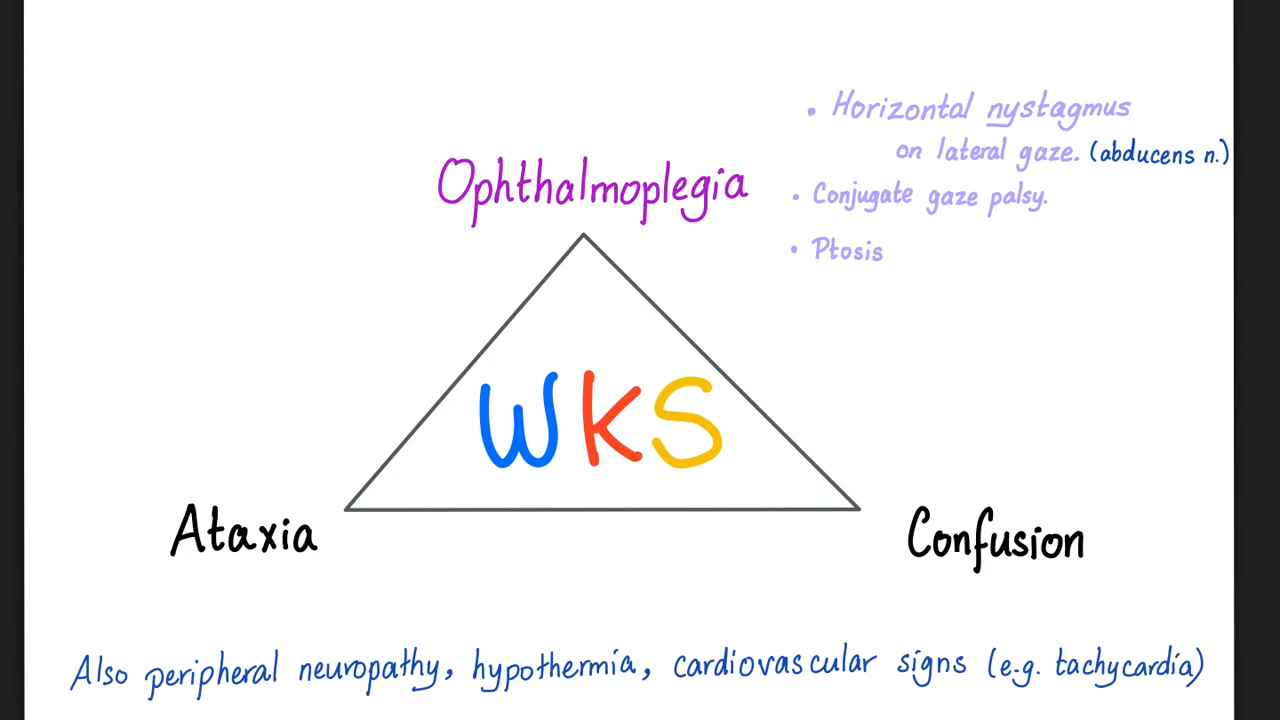 • Horizontal nystagmus
on lateral gaze. (abducens n.)
Ophthalmoplegia
• Conjugate gaze palsy.
• Ptosis
WKS
Ataxia
Confusion
Also peripheral neuropathy, hypothermia, cardiovascular signs (e.g. tachycardia)